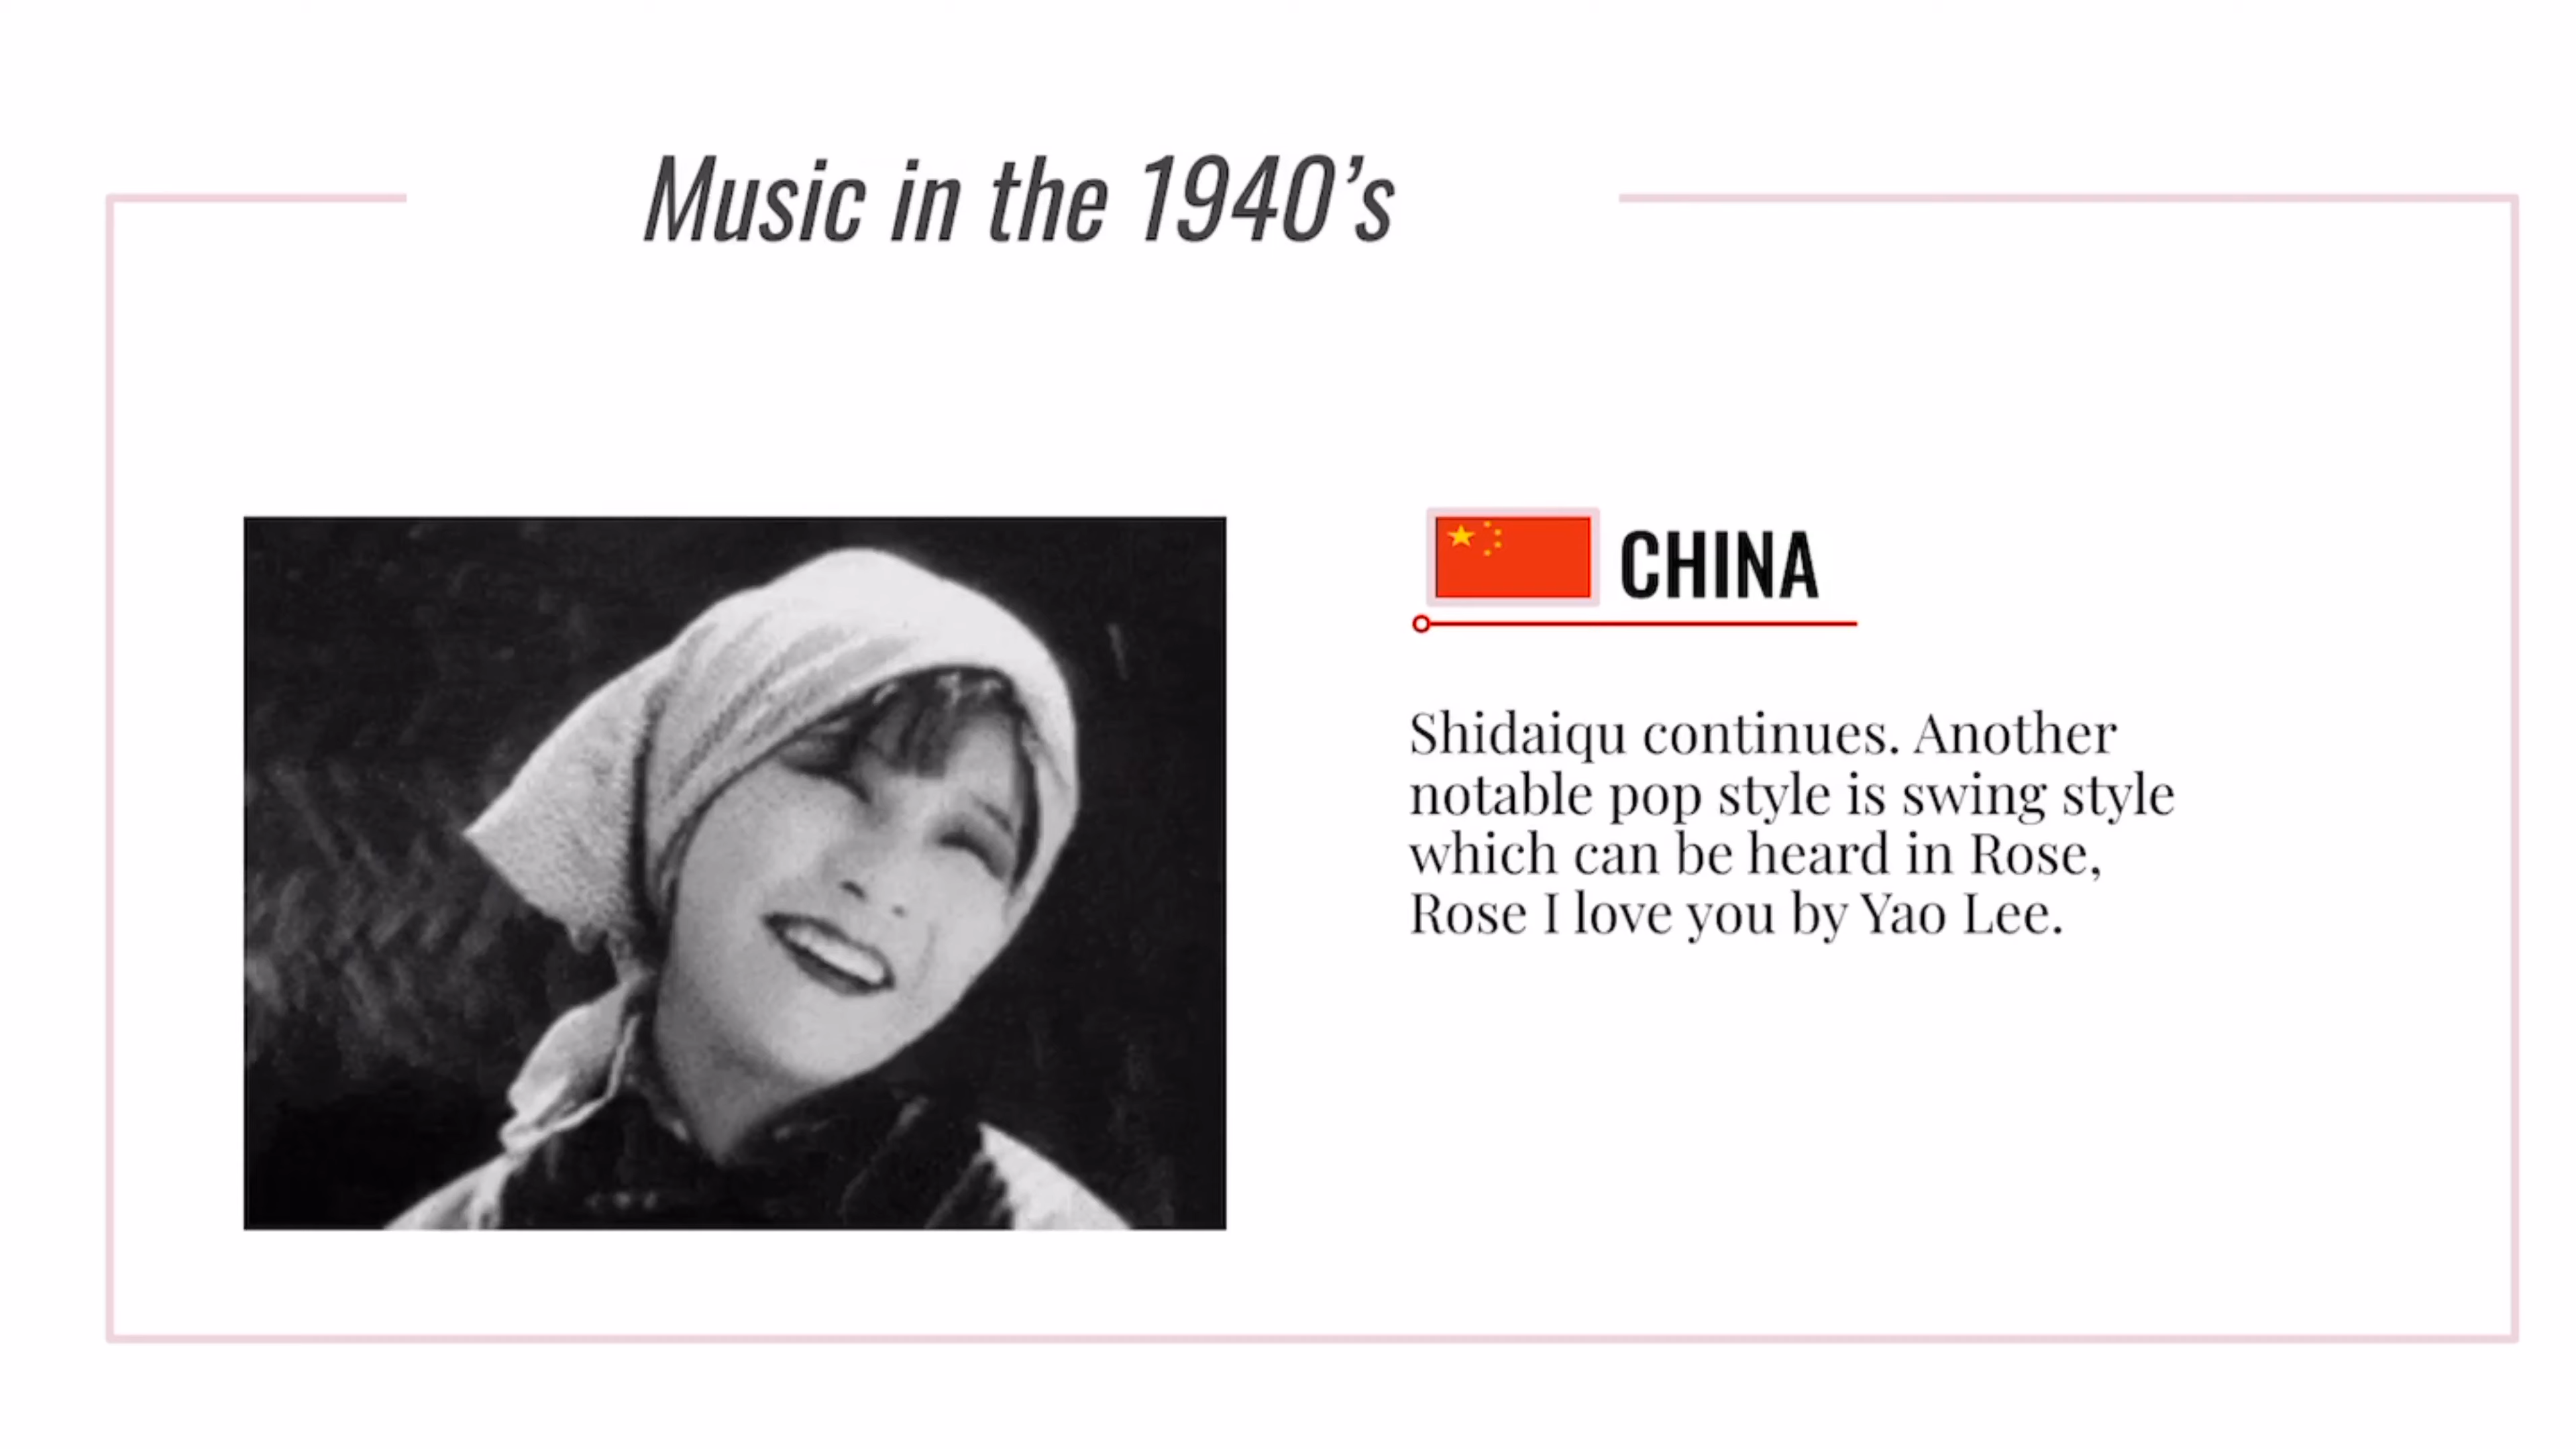 Music in the 1940’s
CHINA
Shidaiqu continues. Another
notable pop style is swing style
which can be heard in Rose,
Rose I love you by Yao Lee.